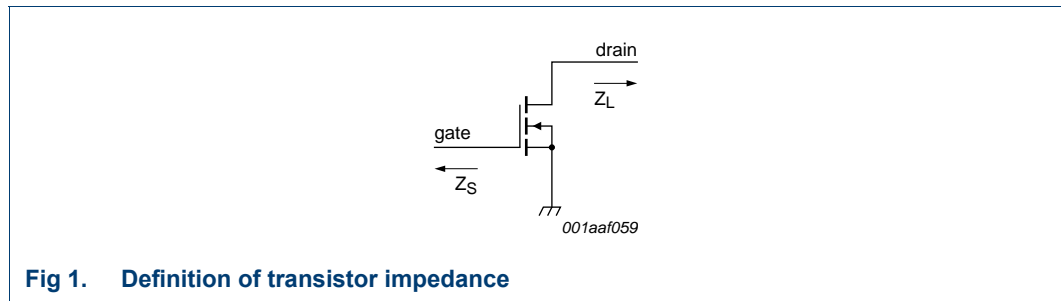 drain
Z_L
gate
Z_S
001aaf059
Fig 1. Definition of transistor impedance